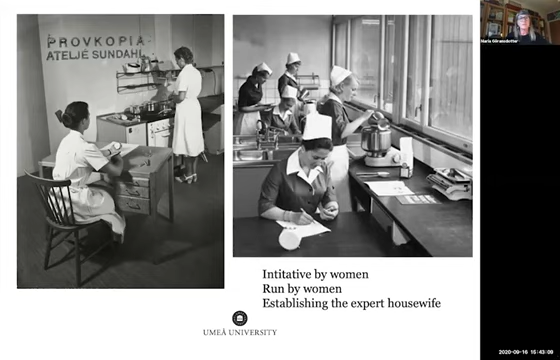 PROVKOPIA
ATELJÉ SUNDAHL
Maria Göransdotter
Intitative by women
Run by women
Establishing the expert housewife
UMEÅ UNIVERSITY
2020-09-16 15:43:09